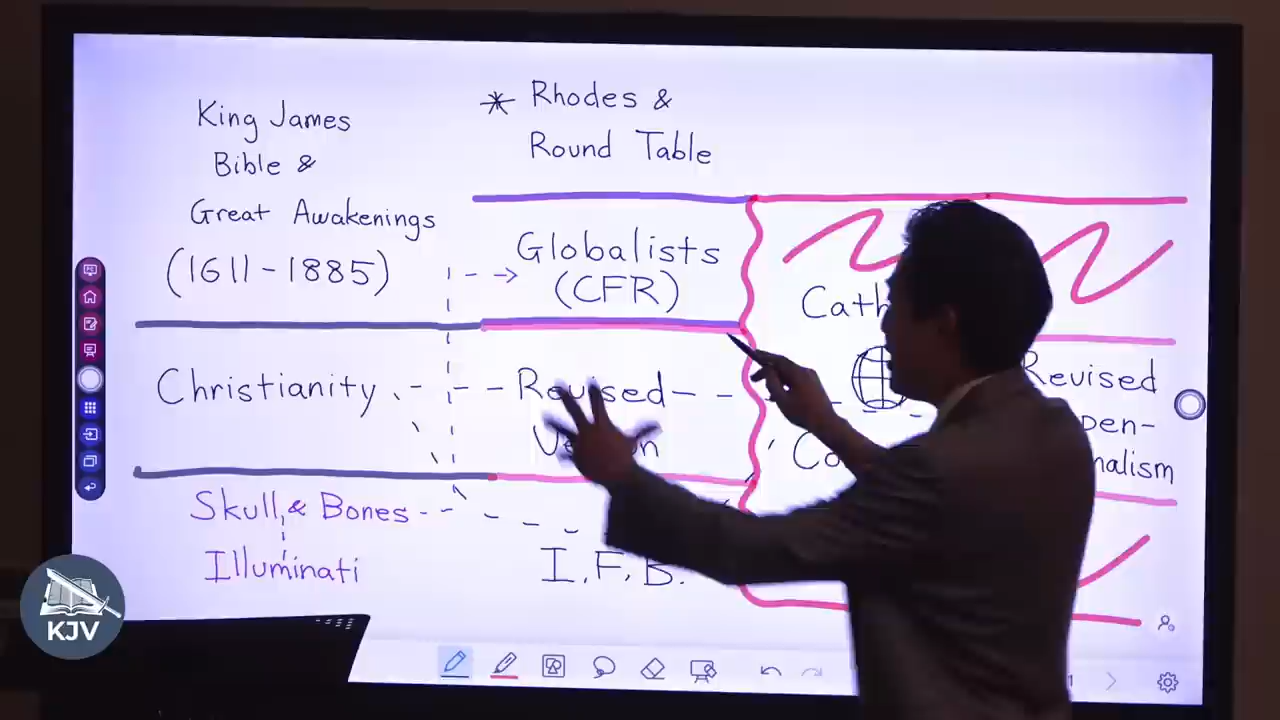 King James
Bible &
Great Awakenings
(1611-1885)
* Rhodes &
Round Table
Globalists
(CFR)
Christianity
Revised
Revised
Skull & Bones
Illuminati
I.F.B.
KJV